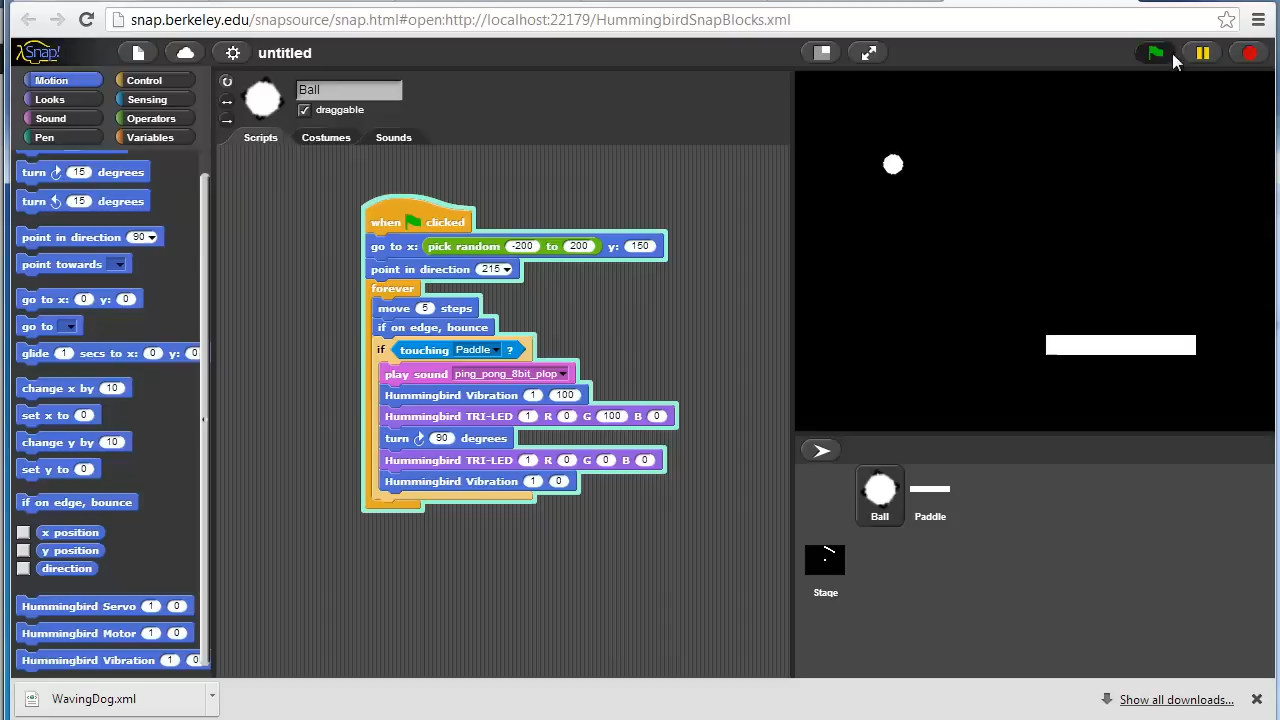 snap.berkeley.edu/snapsource/snap.html#open:http://localhost:22179/HummingbirdSnapBlocks.xml
Snap!
untitled
Motion
Control
Looks
Sensing
Sound
Operators
Pen
Variables
turn 15 degrees
turn 15 degrees
point in direction 90
point towards
go to x: 0 y: 0
go to
glide 1 secs to x: 0 y: 0
change x by 10
set x to 0
change y by 10
set y to 0
if on edge, bounce
x position
y position
direction
Hummingbird Servo 1 0
Hummingbird Motor 1 0
Hummingbird Vibration 1 0
Ball
draggable
Scripts
Costumes
Sounds
when clicked
go to x: pick random -200 to 200 y: 150
point in direction 215
forever
move 5 steps
if on edge, bounce
if touching Paddle ?
play sound ping_pong_8bit_plop
Hummingbird Vibration 1 100
Hummingbird TRI-LED 1 R 0 G 100 B 0
turn 90 degrees
Hummingbird TRI-LED 1 R 0 G 0 B 0
Hummingbird Vibration 1 0
Ball
Paddle
Stage
WavingDog.xml
Show all downloads...